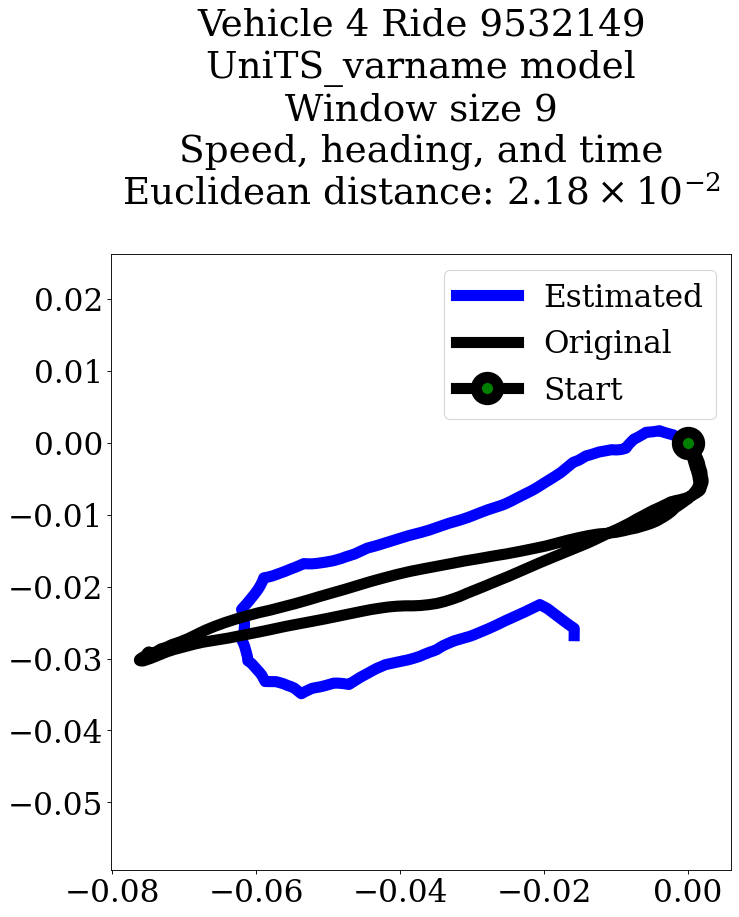 Vehicle 4 Ride 9532149
UniTS_varname model
Window size 9
Speed, heading, and time
Euclidean distance: 2.18 × 10⁻²
Estimated
Original
Start
0.02
0.01
0.00
−0.01
−0.02
−0.03
−0.04
−0.05
−0.08 −0.06 −0.04 −0.02 0.00